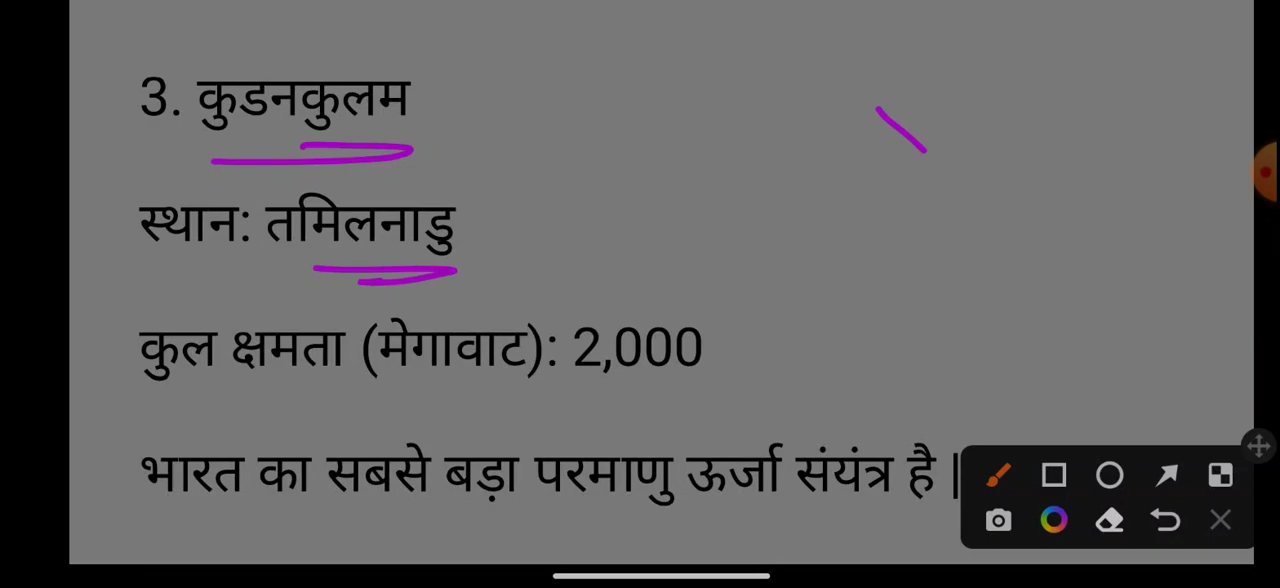 3. कुडनकुलम
स्थान: तमिलनाडु
कुल क्षमता (मेगावाट): 2,000
भारत का सबसे बड़ा परमाणु ऊर्जा संयंत्र है |